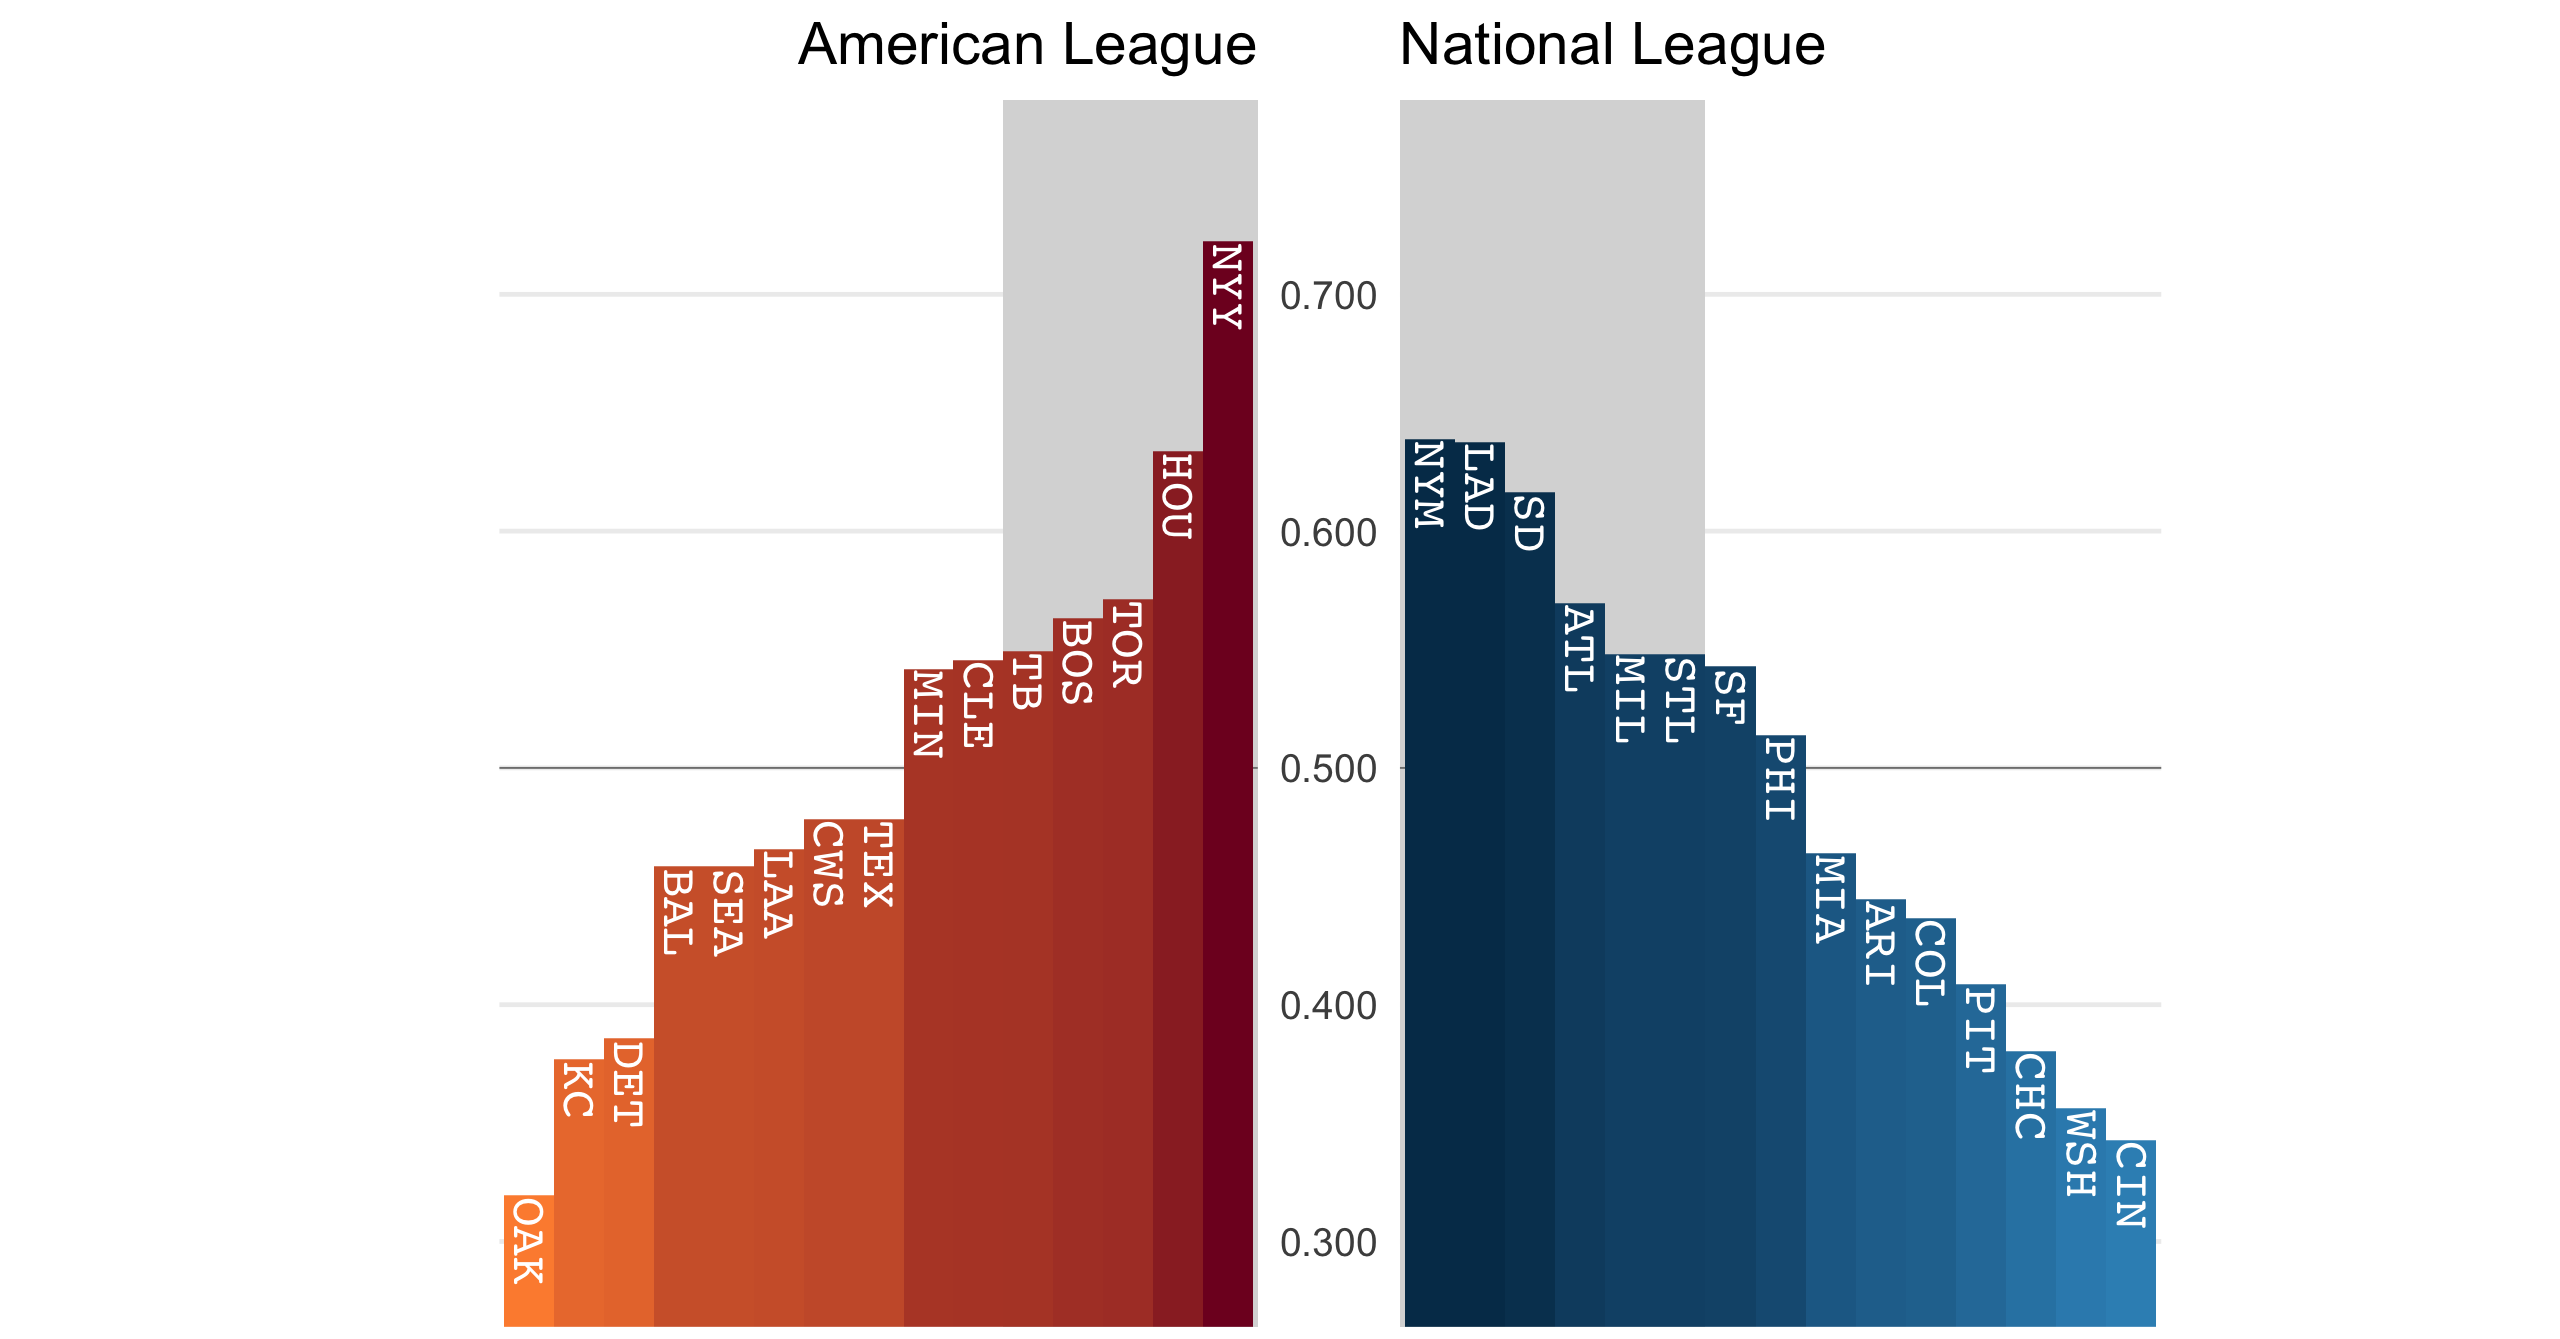 American League
National League
0.700
0.600
0.500
0.400
0.300
OAK
KC
DET
BAL
SEA
LAA
CWS
TEX
MIN
CLE
TB
BOS
TOR
HOU
NYY
NYM
LAD
SD
ATL
MIL
STL
SF
PHI
MIA
ARI
COL
PIT
CHC
WSH
CIN